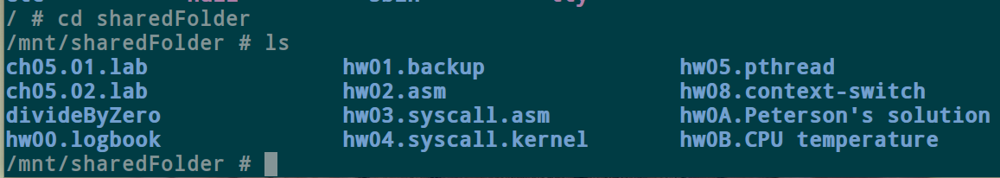 / # cd sharedFolder
/mnt/sharedFolder # ls
ch05.01.lab hw01.backup hw05.pthread
ch05.02.lab hw02.asm hw08.context-switch
divideByZero hw03.syscall.asm hw0A.Peterson's solution
hw00.logbook hw04.syscall.kernel hw0B.CPU temperature
/mnt/sharedFolder #